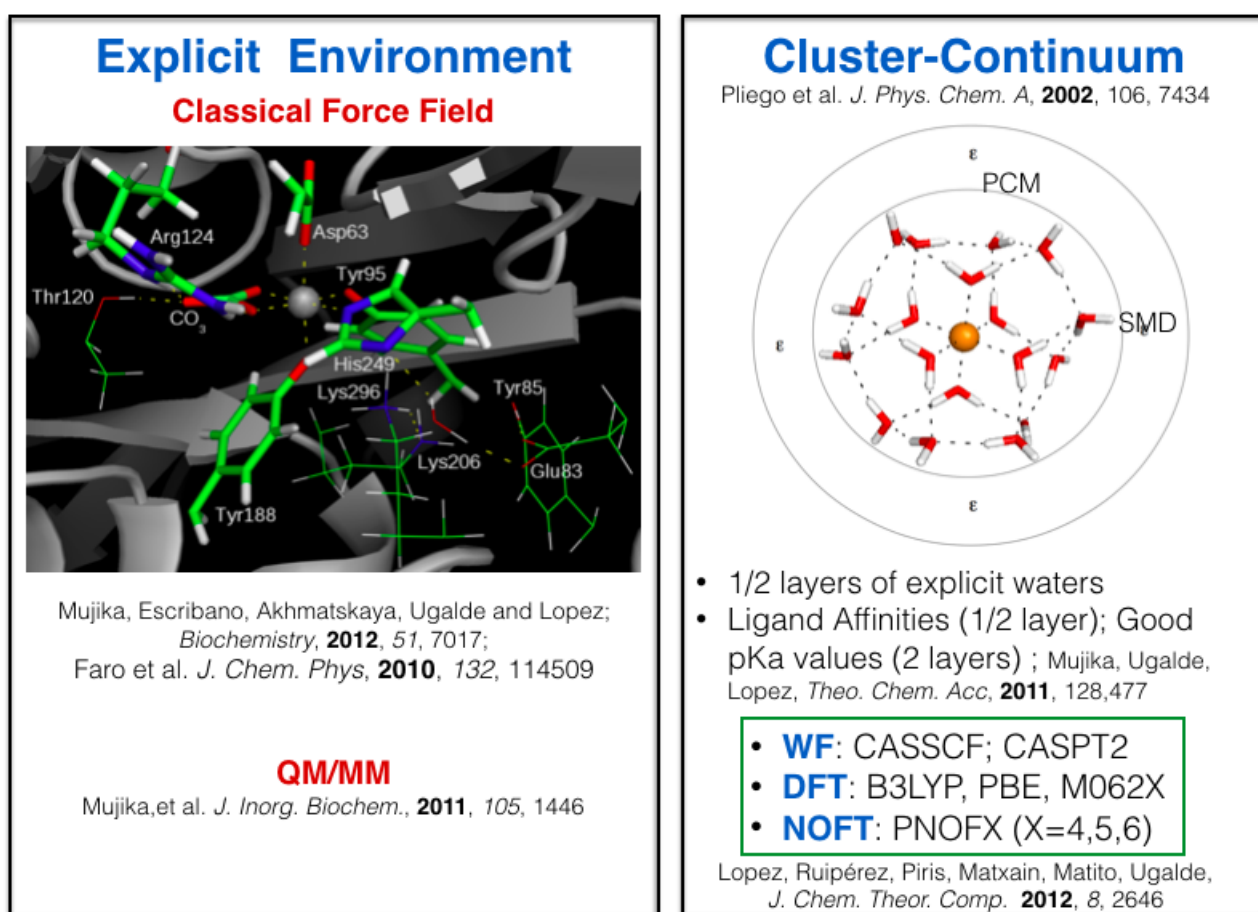 Explicit Environment
Classical Force Field
Arg124
Asp63
Thr120
Tyr95
CO3
His249
Lys296
Tyr85
Lys206
Glu83
Tyr188
Mujika, Escribano, Akhmatskaya, Ugalde and Lopez;
Biochemistry, 2012, 51, 7017;
Faro et al. J. Chem. Phys, 2010, 132, 114509
QM/MM
Mujika,et al. J. Inorg. Biochem., 2011, 105, 1446
Cluster-Continuum
Pliego et al. J. Phys. Chem. A, 2002, 106, 7434
ε
PCM
SMD
ε
ε
• 1/2 layers of explicit waters
• Ligand Affinities (1/2 layer); Good
pKa values (2 layers) ; Mujika, Ugalde,
Lopez, Theo. Chem. Acc, 2011, 128,477
• WF: CASSCF; CASPT2
• DFT: B3LYP, PBE, M062X
• NOFT: PNOFX (X=4,5,6)
Lopez, Ruipérez, Piris, Matxain, Matito, Ugalde,
J. Chem. Theor. Comp. 2012, 8, 2646